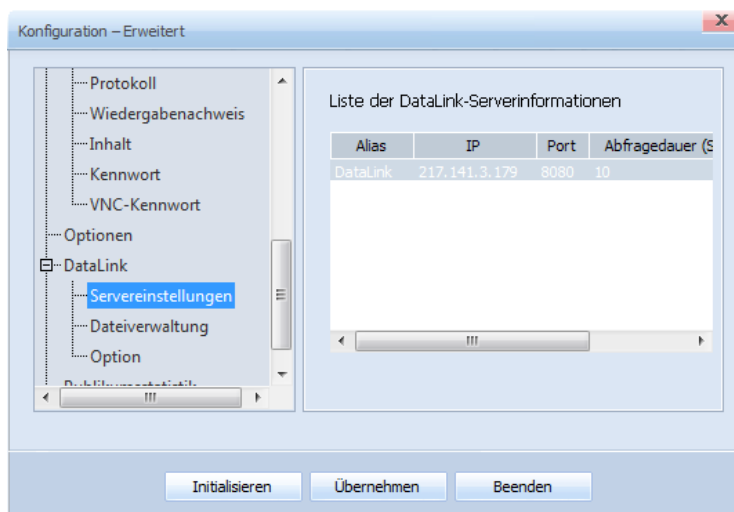 Konfiguration – Erweitert
Protokoll
Wiedergabenachweis
Inhalt
Kennwort
VNC-Kennwort
Optionen
DataLink
Servereinstellungen
Dateiverwaltung
Option
Liste der DataLink-Serverinformationen
Alias IP Port Abfragedauer (S
DataLink 217.141.3.179 8080 10
Initialisieren Übernehmen Beenden